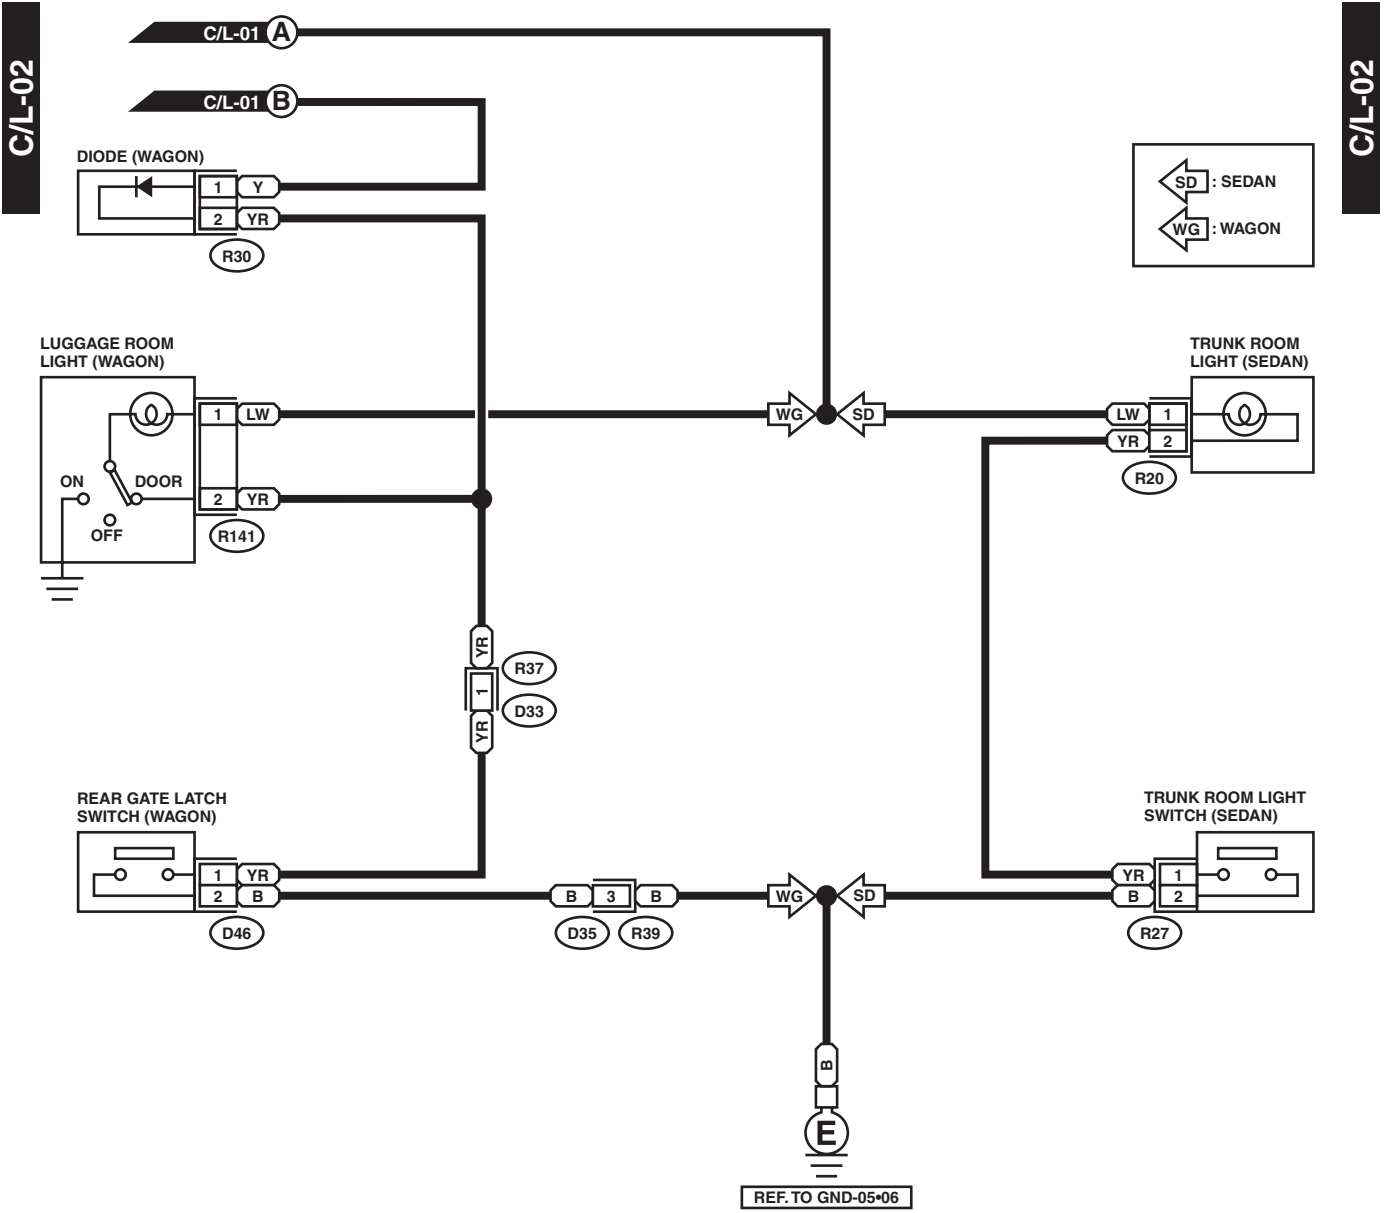 C/L-02
C/L-02
C/L-01 A
C/L-01 B
DIODE (WAGON)
1 Y
2 YR
R30
SD : SEDAN
WG : WAGON
LUGGAGE ROOM
LIGHT (WAGON)
1 LW
ON
DOOR
OFF
2 YR
R141
WG
SD
TRUNK ROOM
LIGHT (SEDAN)
LW 1
YR 2
R20
YR
R37
1
D33
YR
REAR GATE LATCH
SWITCH (WAGON)
1 YR
2 B
D46
B 3 B
D35
R39
WG
SD
TRUNK ROOM LIGHT
SWITCH (SEDAN)
YR 1
B 2
R27
B
E
REF. TO GND-05•06